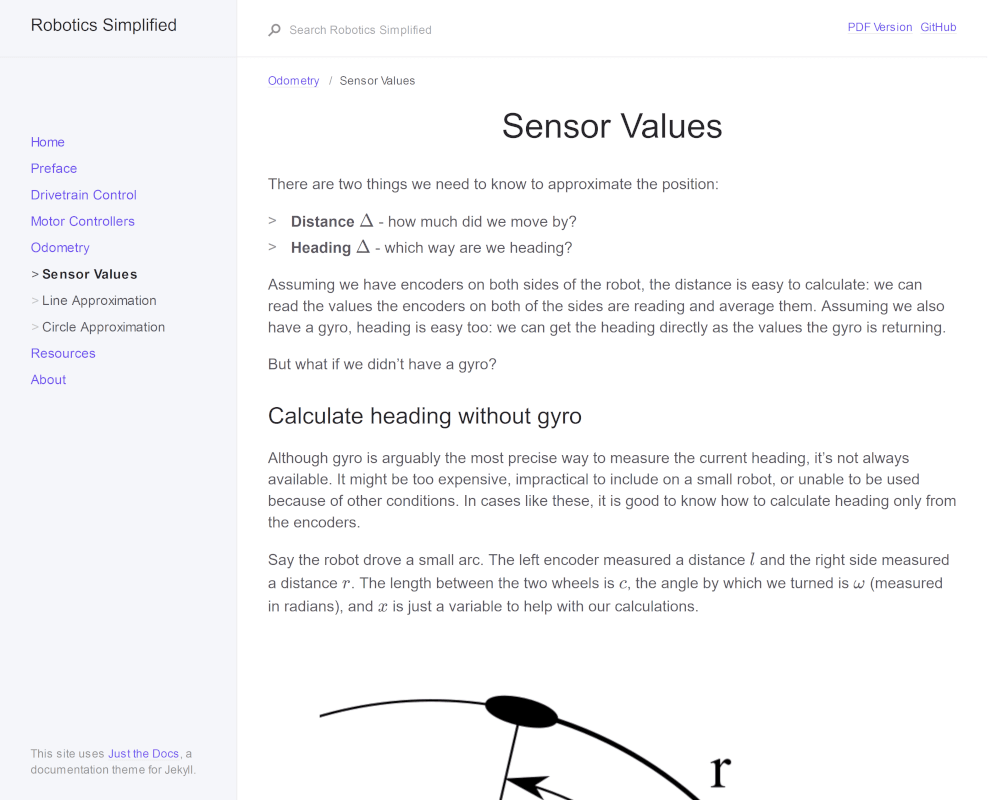 Robotics Simplified
Search Robotics Simplified
PDF Version GitHub
Home
Preface
Drivetrain Control
Motor Controllers
Odometry
> Sensor Values
> Line Approximation
> Circle Approximation
Resources
About
This site uses Just the Docs, a
documentation theme for Jekyll.
Odometry / Sensor Values
Sensor Values
There are two things we need to know to approximate the position:
> Distance Δ - how much did we move by?
> Heading Δ - which way are we heading?
Assuming we have encoders on both sides of the robot, the distance is easy to calculate: we can
read the values the encoders on both of the sides are reading and average them. Assuming we also
have a gyro, heading is easy too: we can get the heading directly as the values the gyro is returning.
But what if we didn’t have a gyro?
Calculate heading without gyro
Although gyro is arguably the most precise way to measure the current heading, it’s not always
available. It might be too expensive, impractical to include on a small robot, or unable to be used
because of other conditions. In cases like these, it is good to know how to calculate heading only from
the encoders.
Say the robot drove a small arc. The left encoder measured a distance l and the right side measured
a distance r. The length between the two wheels is c, the angle by which we turned is ω (measured
in radians), and x is just a variable to help with our calculations.
r